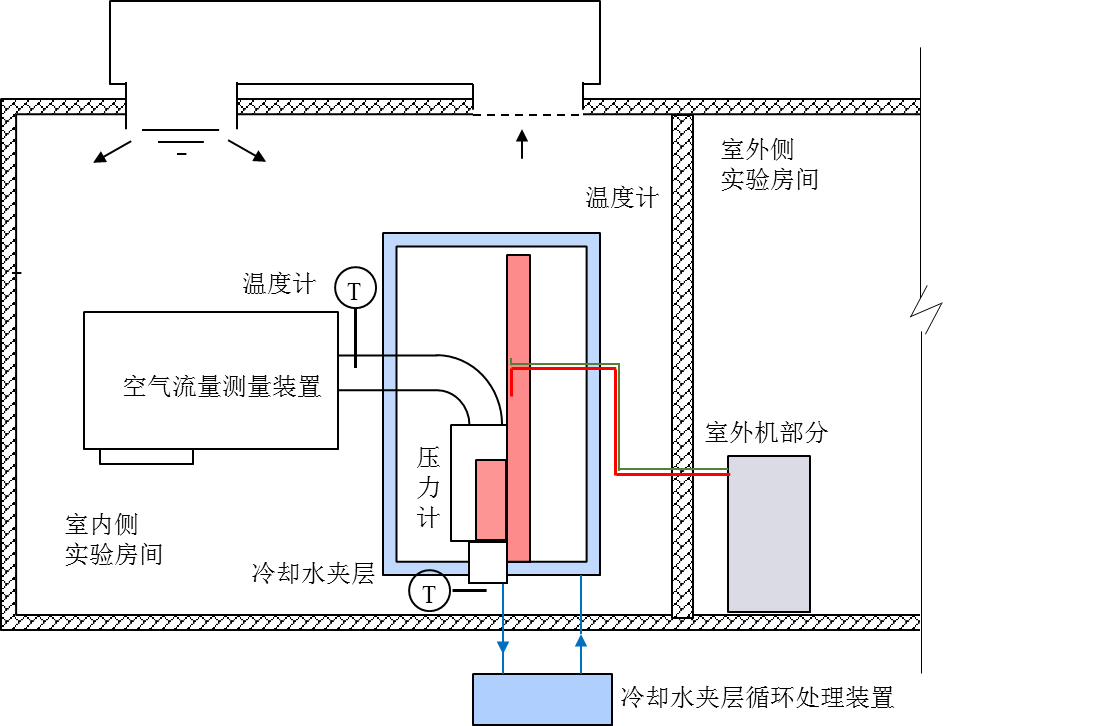 室外侧
实验房间
温度计
温度计
T
空气流量测量装置
室外机部分
压
力
计
室内侧
实验房间
冷却水夹层
T
冷却水夹层循环处理装置